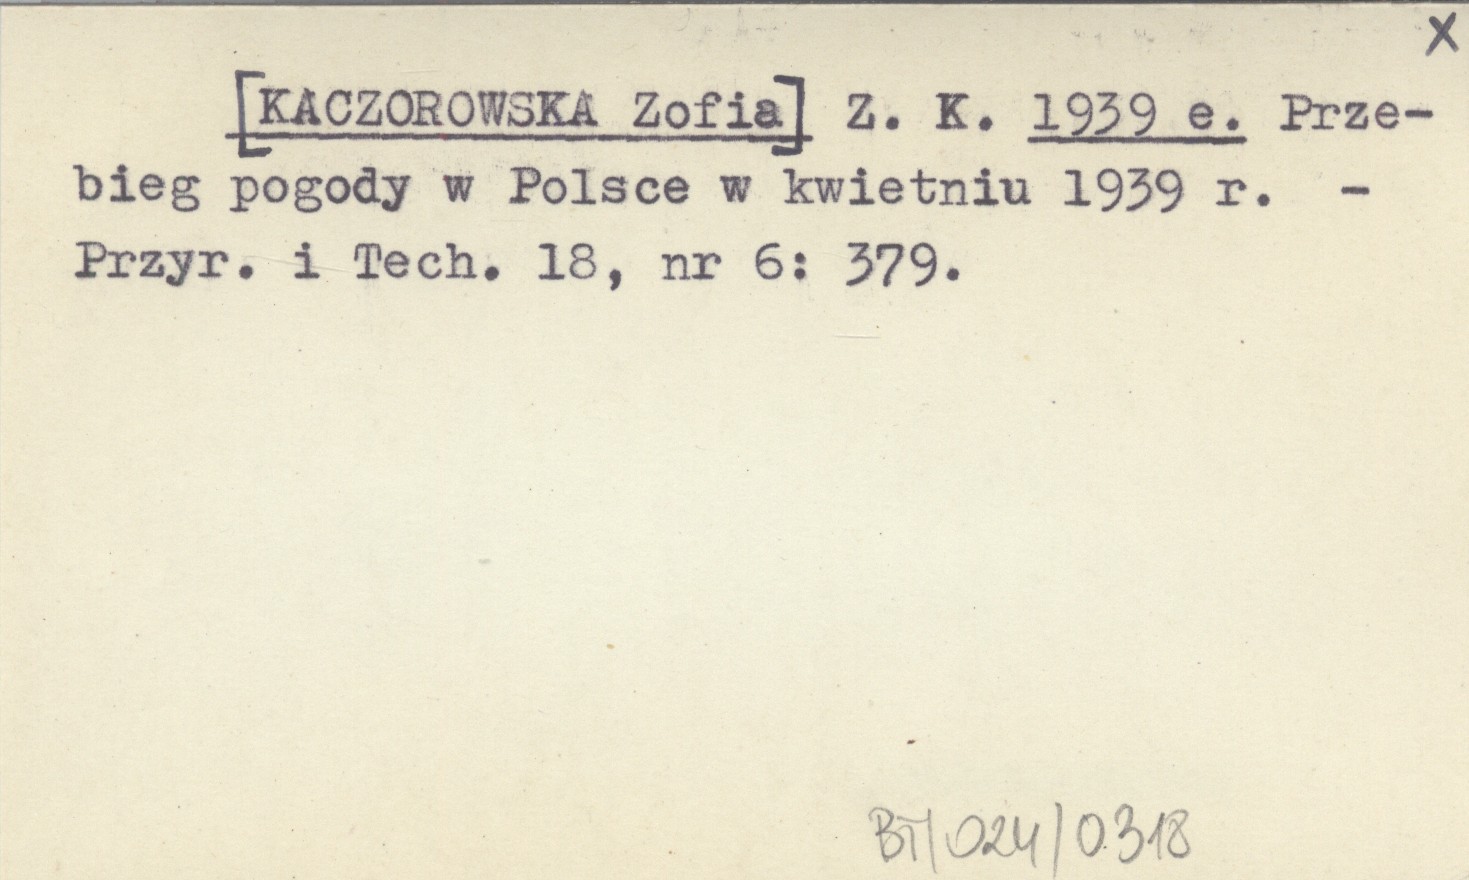 X
[KACZOROWSKA Zofia] Z. K. 1939 e. Prze-
bieg pogody w Polsce w kwietniu 1939 r. -
Przyr. i Tech. 18, nr 6: 379.
BT/024/0318